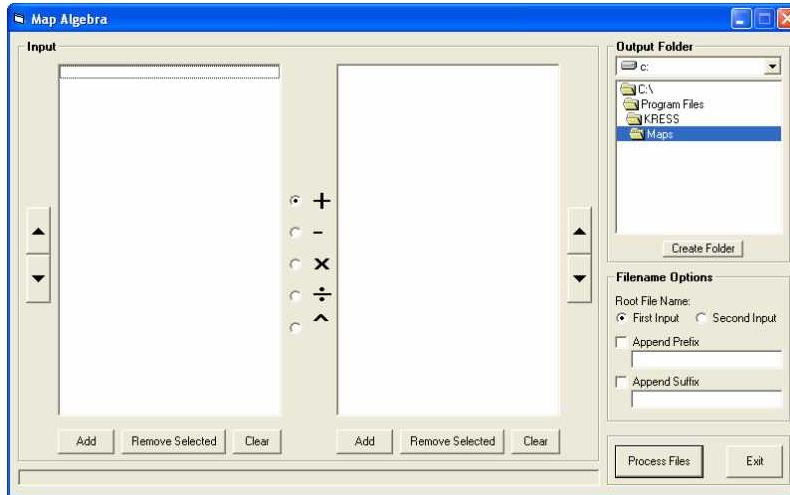 Map Algebra
Input
+
-
×
÷
^
Add Remove Selected Clear
Add Remove Selected Clear
Output Folder
c:
C:\
Program Files
KRESS
Maps
Create Folder
Filename Options
Root File Name:
First Input Second Input
Append Prefix
Append Suffix
Process Files Exit